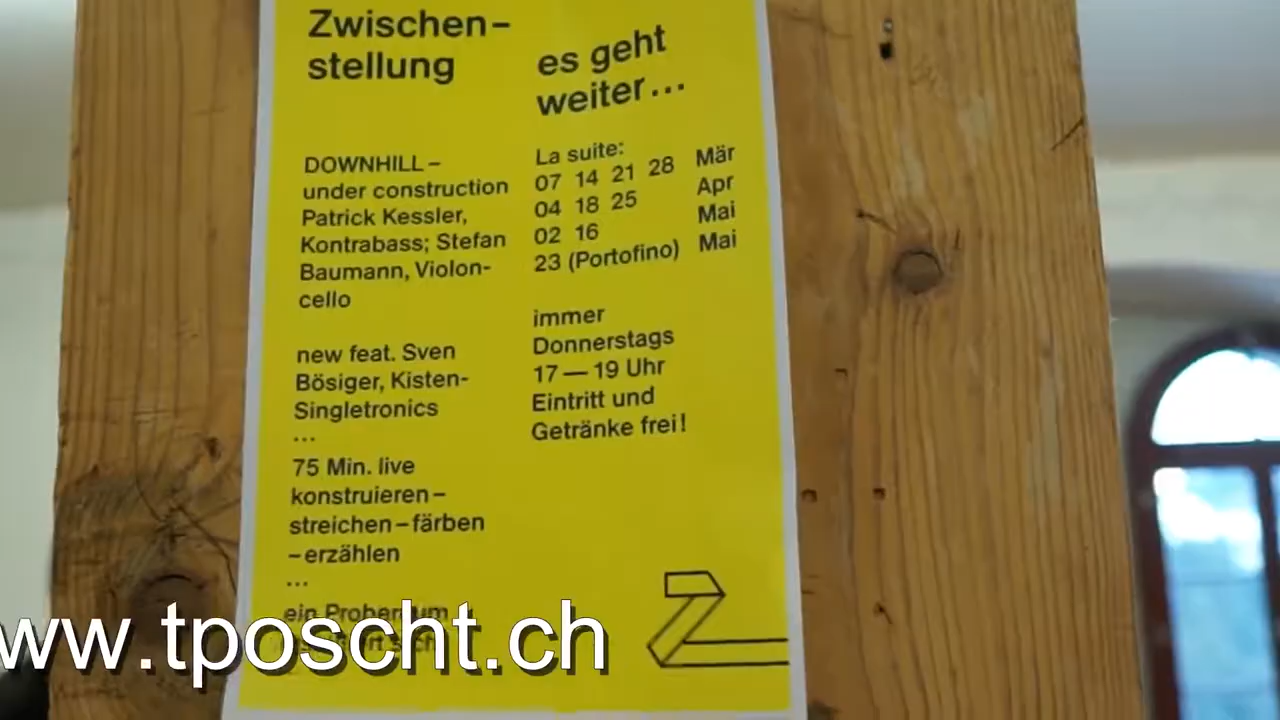 Zwischen–
stellung
DOWNHILL –
under construction
Patrick Kessler,
Kontrabass; Stefan
Baumann, Violon-
cello
new feat. Sven
Bösiger, Kisten-
Singletronics
...
75 Min. live
konstruieren –
streichen – färben
– erzählen
...
ein Proberaum
es geht
weiter...
La suite:
07 14 21 28 Mär
04 18 25 Apr
02 16 Mai
23 (Portofino) Mai
immer
Donnerstags
17 — 19 Uhr
Eintritt und
Getränke frei!
ww.tposcht.ch